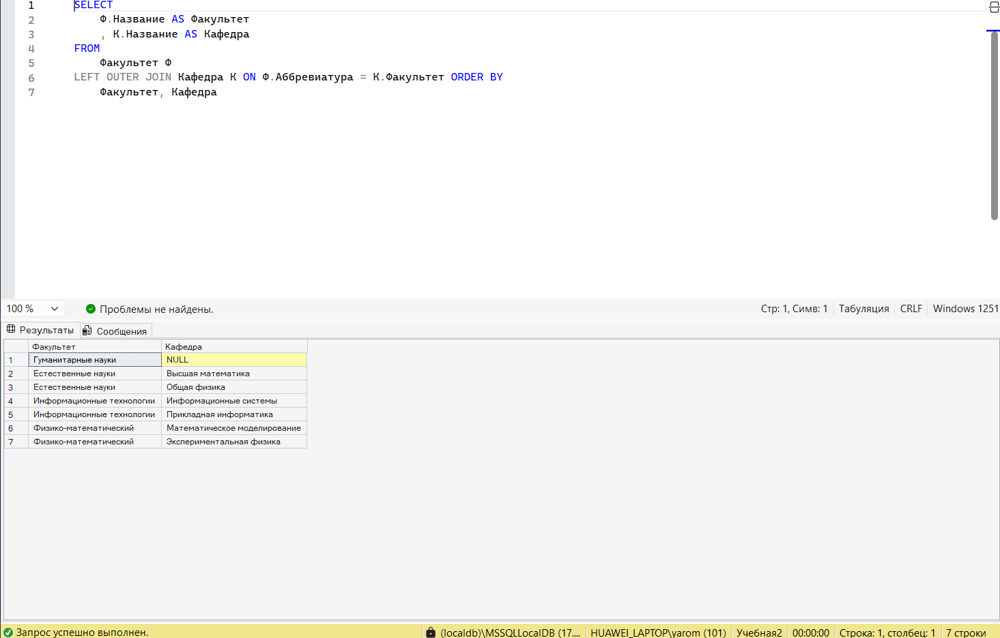 1 SELECT
2 Ф.Название AS Факультет
3 , К.Название AS Кафедра
4 FROM
5 Факультет Ф
6 LEFT OUTER JOIN Кафедра К ON Ф.Аббревиатура = К.Факультет ORDER BY
7 Факультет, Кафедра
100 % Проблемы не найдены. Стр: 1, Симв: 1 Табуляция CRLF Windows 1251
Результаты Сообщения
Факультет Кафедра
1 Гуманитарные науки NULL
2 Естественные науки Высшая математика
3 Естественные науки Общая физика
4 Информационные технологии Информационные системы
5 Информационные технологии Прикладная информатика
6 Физико-математический Математическое моделирование
7 Физико-математический Экспериментальная физика
Запрос успешно выполнен. (localdb)\MSSQLLocalDB (17.... HUAWEI_LAPTOP\yarom (101) Учебная2 00:00:00 Строка: 1, столбец: 1 7 строки